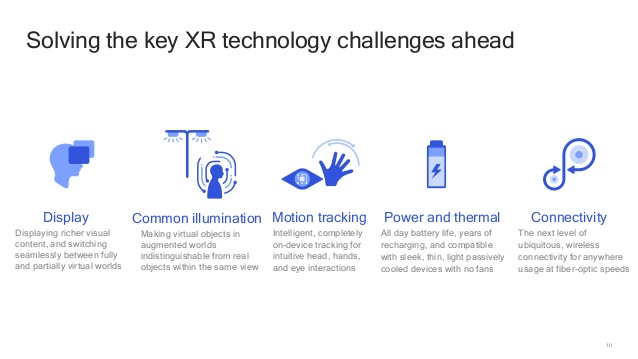 Solving the key XR technology challenges ahead
Display
Displaying richer visual
content, and switching
seamlessly between fully
and partially virtual worlds
Common illumination
Making virtual objects in
augmented worlds
indistinguishable from real
objects within the same view
Motion tracking
Intelligent, completely
on-device tracking for
intuitive head, hands,
and eye interactions
Power and thermal
All day battery life, years of
recharging, and compatible
with sleek, thin, light passively
cooled devices with no fans
Connectivity
The next level of
ubiquitous, wireless
connectivity for anywhere
usage at fiber-optic speeds